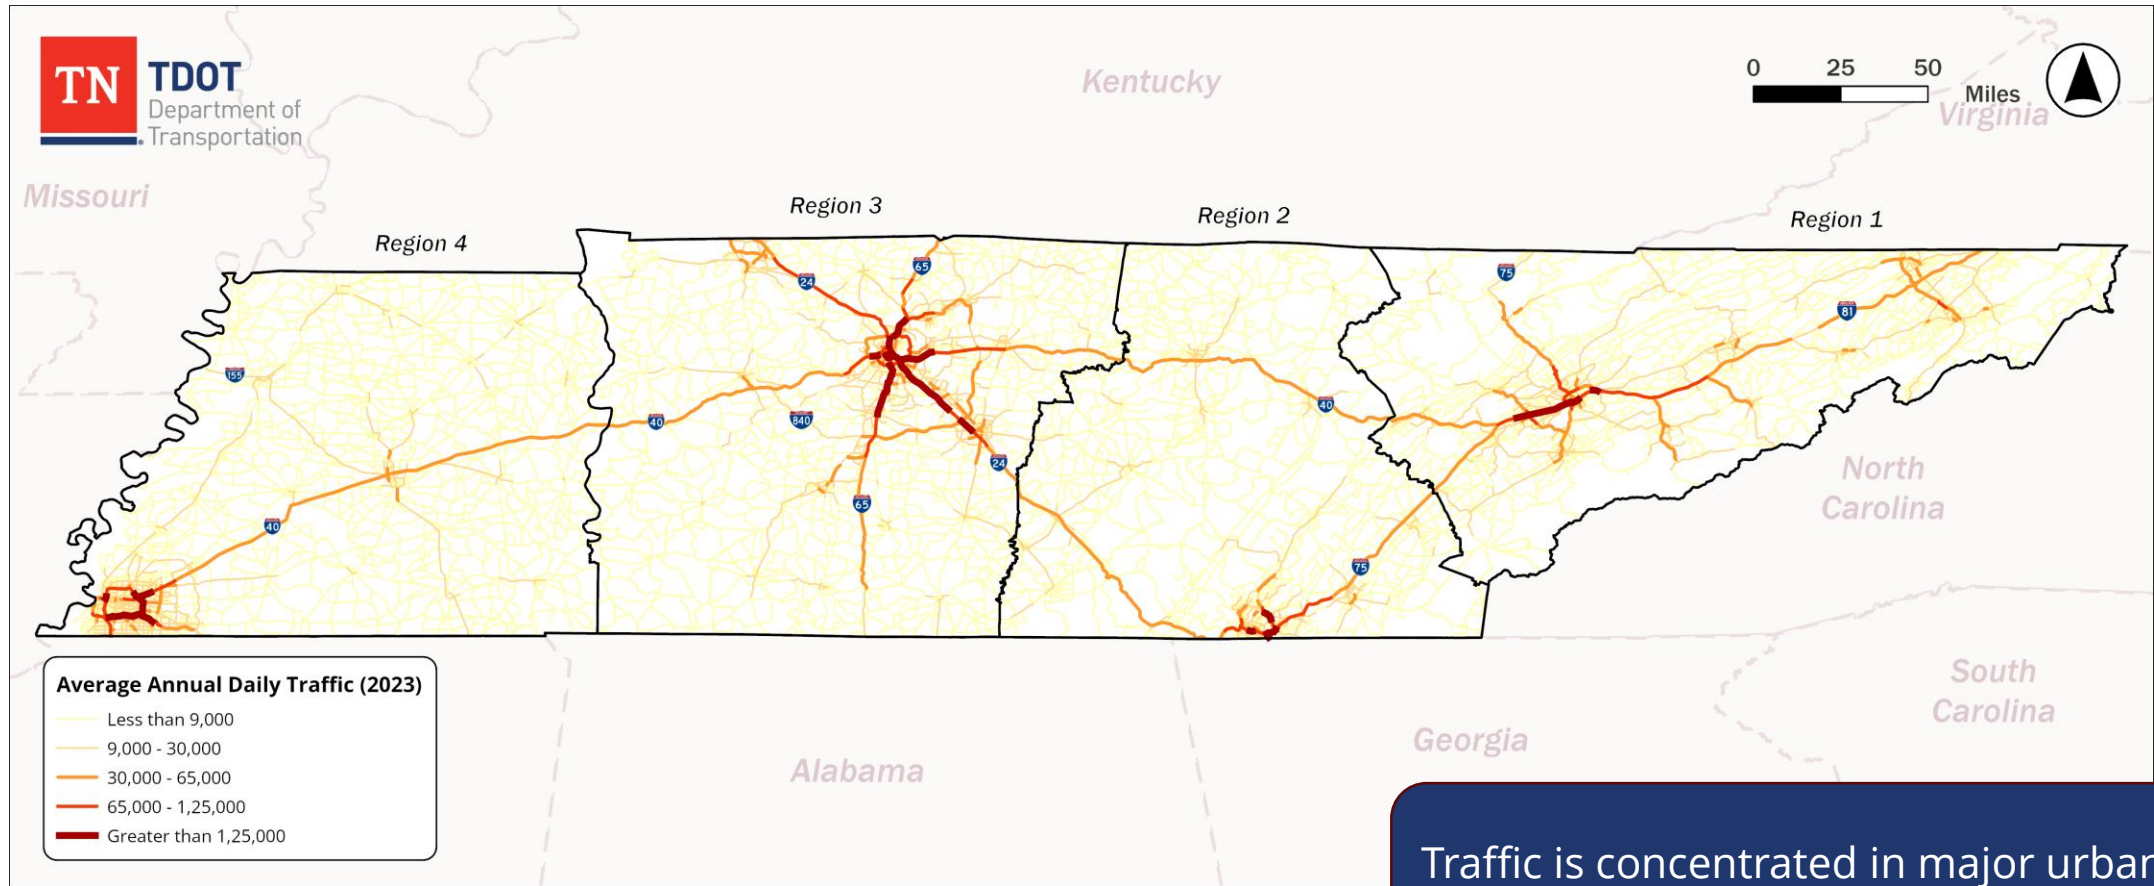 TN
TDOT
Department of
Transportation
Kentucky
0 25 50
Miles
Virginia
Missouri
Region 4
Region 3
Region 2
Region 1
24
65
75
81
155
40
840
40
40
24
65
40
75
North
Carolina
South
Carolina
Georgia
Alabama
Average Annual Daily Traffic (2023)
Less than 9,000
9,000 - 30,000
30,000 - 65,000
65,000 - 1,25,000
Greater than 1,25,000
Traffic is concentrated in major urban